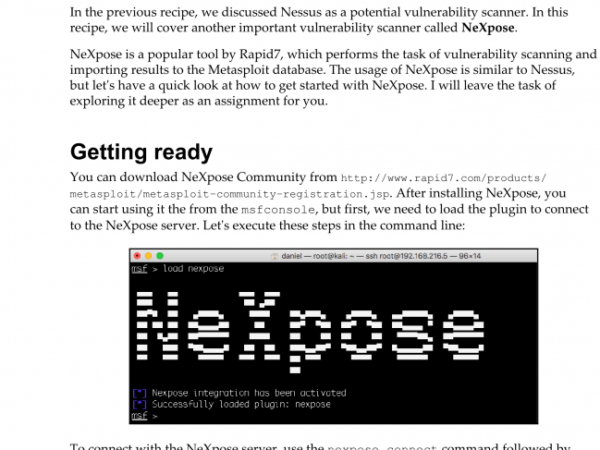 In the previous recipe, we discussed Nessus as a potential vulnerability scanner. In this
recipe, we will cover another important vulnerability scanner called NeXpose.
NeXpose is a popular tool by Rapid7, which performs the task of vulnerability scanning and
importing results to the Metasploit database. The usage of NeXpose is similar to Nessus,
but let's have a quick look at how to get started with NeXpose. I will leave the task of
exploring it deeper as an assignment for you.
Getting ready
You can download NeXpose Community from http://www.rapid7.com/products/
metasploit/metasploit-community-registration.jsp. After installing NeXpose, you
can start using it the from the msfconsole, but first, we need to load the plugin to connect
to the NeXpose server. Let's execute these steps in the command line:
daniel — root@kali: ~ — ssh root@192.168.216.5 — 96×14
msf > load nexpose
NeXpose
[*] Nexpose integration has been activated
[*] Successfully loaded plugin: nexpose
msf >
To connect with the NeXpose server, use the nexpose_connect command followed by